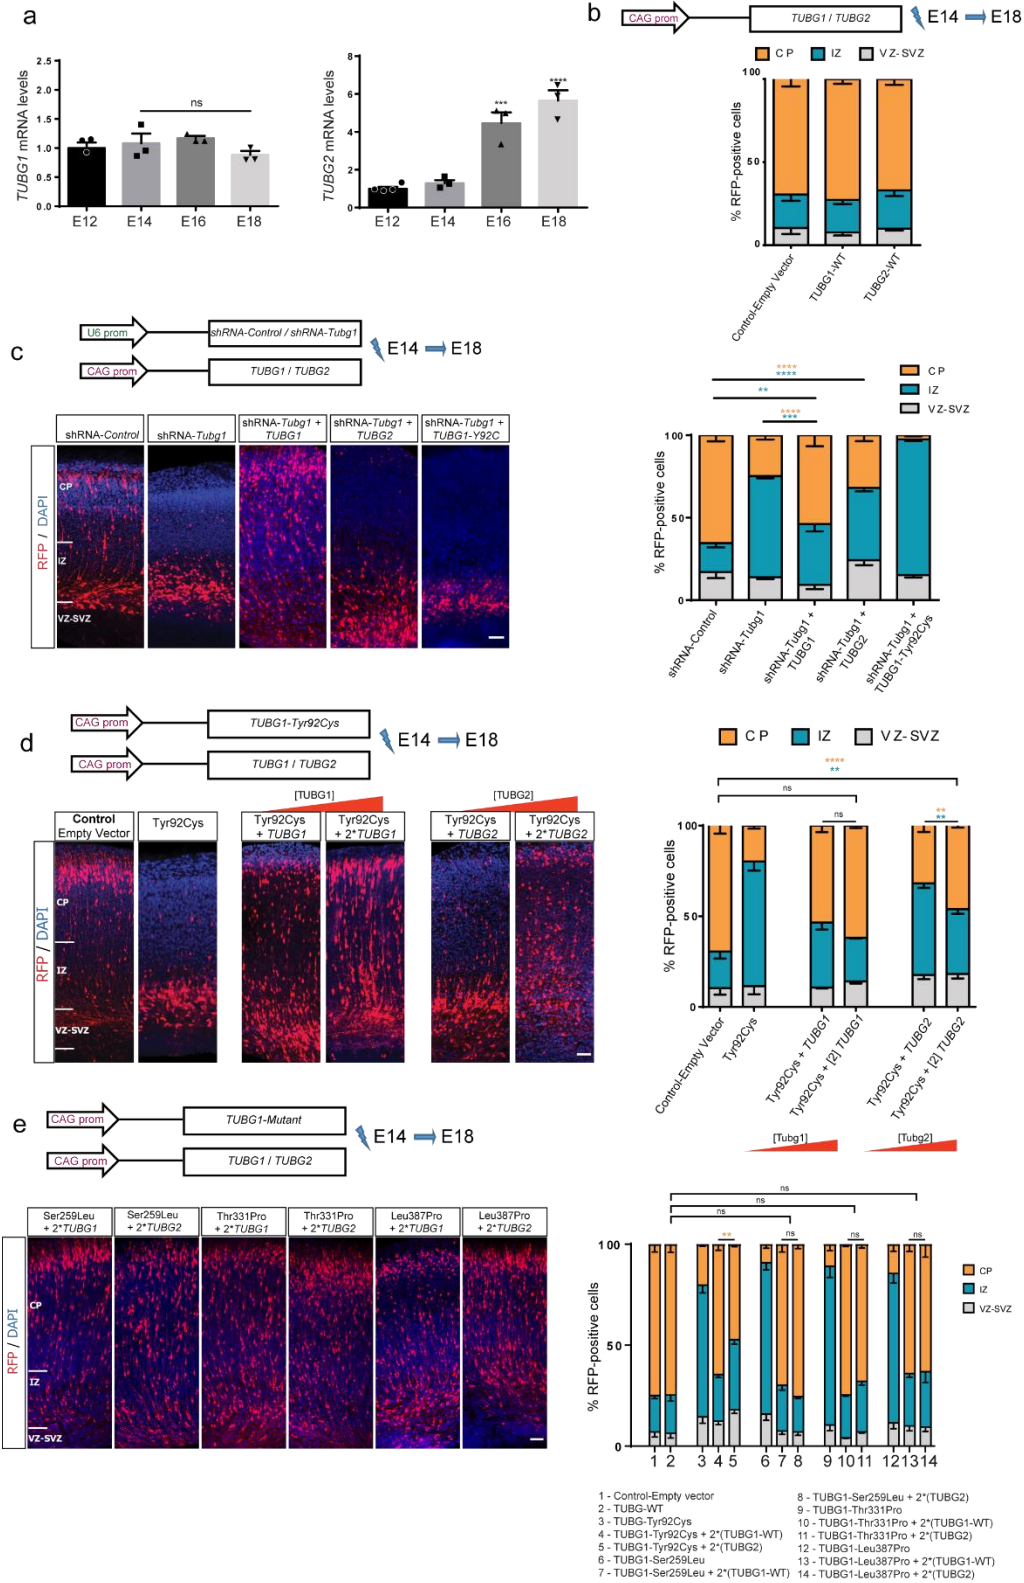 a
TUBG1 mRNA levels
2.5
2.0
1.5
1.0
0.5
0.0
ns
E12
E14
E16
E18
TUBG2 mRNA levels
8
6
4
2
0
***
****
E12
E14
E16
E18
b
CAG prom
TUBG1 / TUBG2
E14
E18
CP
IZ
VZ-SVZ
% RFP-positive cells
100
50
0
Control-Empty Vector
TUBG1-WT
TUBG2-WT
c
U6 prom
shRNA-Control / shRNA-Tubg1
CAG prom
TUBG1 / TUBG2
E14
E18
shRNA-Control
shRNA-Tubg1
shRNA-Tubg1 +
TUBG1
shRNA-Tubg1 +
TUBG2
shRNA-Tubg1 +
TUBG1-Y92C
RFP / DAPI
CP
IZ
VZ-SVZ
****
****
**
****
***
CP
IZ
VZ-SVZ
% RFP-positive cells
100
50
0
shRNA-Control
shRNA-Tubg1
shRNA-Tubg1 +
TUBG1
shRNA-Tubg1 +
TUBG2
shRNA-Tubg1 +
TUBG1-Tyr92Cys
d
CAG prom
TUBG1-Tyr92Cys
CAG prom
TUBG1 / TUBG2
E14
E18
[TUBG1]
[TUBG2]
Control
Empty Vector
Tyr92Cys
Tyr92Cys
+ TUBG1
Tyr92Cys
+ 2*TUBG1
Tyr92Cys
+ TUBG2
Tyr92Cys
+ 2*TUBG2
RFP / DAPI
CP
IZ
VZ-SVZ
CP
IZ
VZ-SVZ
****
**
ns
ns
**
**
% RFP-positive cells
100
50
0
Control-Empty Vector
Tyr92Cys
Tyr92Cys + TUBG1
Tyr92Cys + [2] TUBG1
Tyr92Cys + TUBG2
Tyr92Cys + [2] TUBG2
[Tubg1]
[Tubg2]
e
CAG prom
TUBG1-Mutant
CAG prom
TUBG1 / TUBG2
E14
E18
Ser259Leu
+ 2*TUBG1
Ser259Leu
+ 2*TUBG2
Thr331Pro
+ 2*TUBG1
Thr331Pro
+ 2*TUBG2
Leu387Pro
+ 2*TUBG1
Leu387Pro
+ 2*TUBG2
RFP / DAPI
CP
IZ
VZ-SVZ
ns
ns
ns
**
ns
ns
ns
CP
IZ
VZ-SVZ
% RFP-positive cells
100
50
0
1 2 3 4 5 6 7 8 9 10 11 12 13 14
1 - Control-Empty vector
2 - TUBG-WT
3 - TUBG-Tyr92Cys
4 - TUBG1-Tyr92Cys + 2*(TUBG1-WT)
5 - TUBG1-Tyr92Cys + 2*(TUBG2)
6 - TUBG1-Ser259Leu
7 - TUBG1-Ser259Leu + 2*(TUBG1-WT)
8 - TUBG1-Ser259Leu + 2*(TUBG2)
9 - TUBG1-Thr331Pro
10 - TUBG1-Thr331Pro + 2*(TUBG1-WT)
11 - TUBG1-Thr331Pro + 2*(TUBG2)
12 - TUBG1-Leu387Pro
13 - TUBG1-Leu387Pro + 2*(TUBG1-WT)
14 - TUBG1-Leu387Pro + 2*(TUBG2)